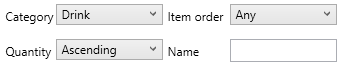 Category Drink Item order Any
Quantity Ascending Name